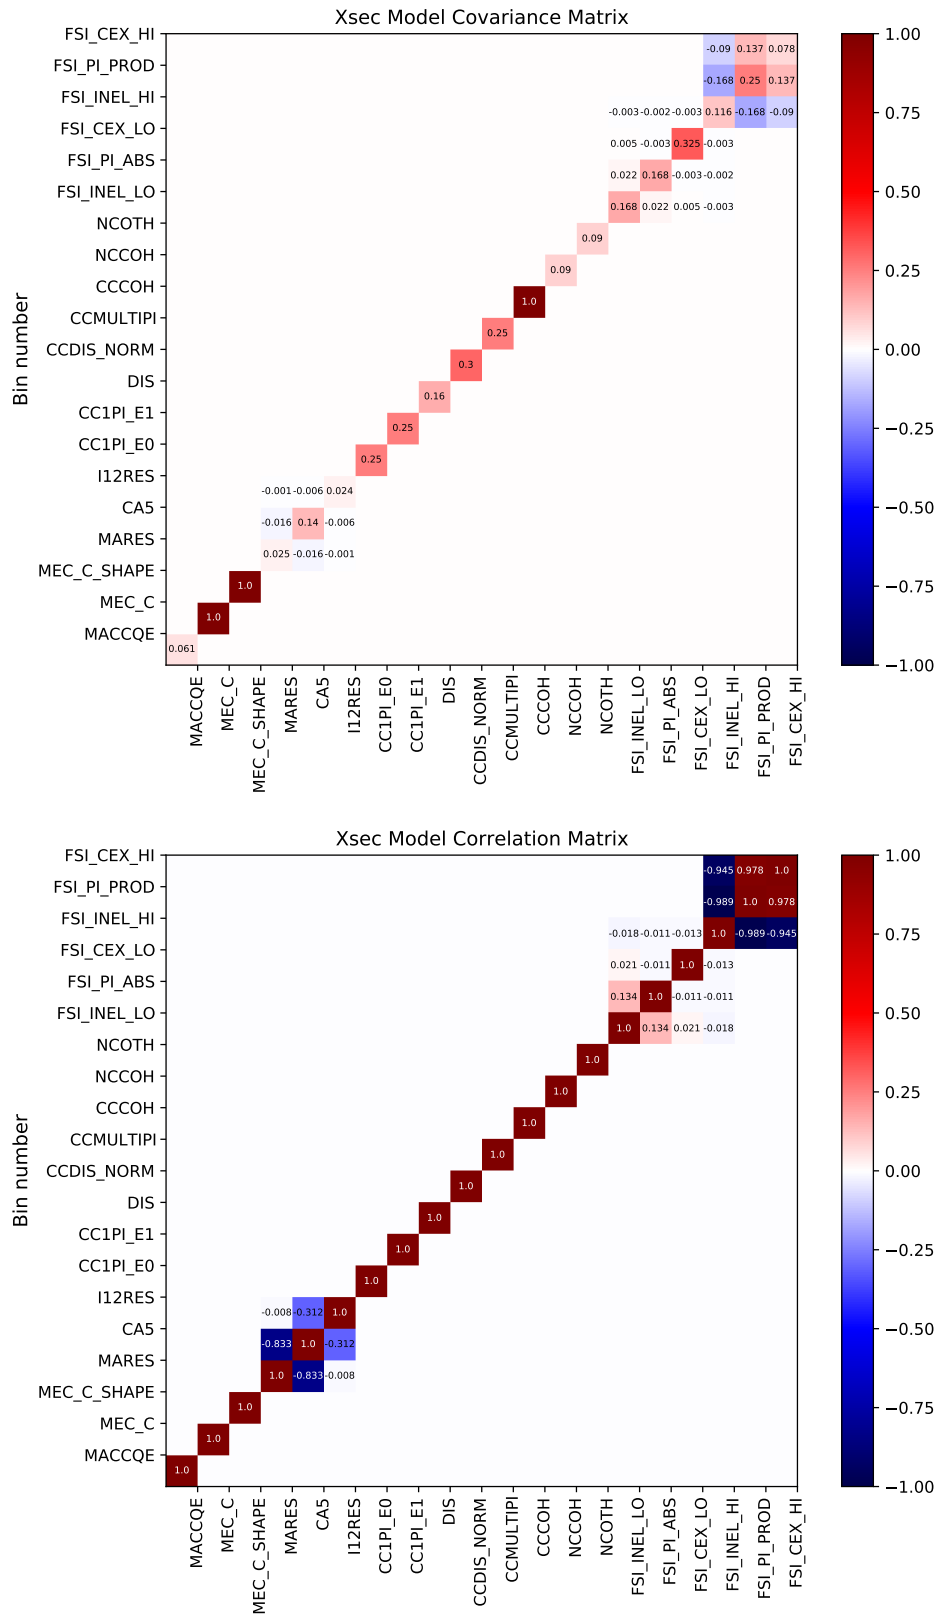 Xsec Model Covariance Matrix
FSI_CEX_HI
-0.09 0.137 0.078
FSI_PI_PROD
-0.168 0.25 0.137
FSI_INEL_HI
-0.003 -0.002 -0.003 0.116 -0.168 -0.09
FSI_CEX_LO
0.005 -0.003 0.325 -0.003
FSI_PI_ABS
0.022 0.168 -0.003 -0.002
FSI_INEL_LO
0.168 0.022 0.005 -0.003
NCOTH
0.09
NCCOH
0.09
CCCOH
1.0
CCMULTIPI
0.25
CCDIS_NORM
0.3
DIS
0.16
CC1PI_E1
0.25
CC1PI_E0
0.25
I12RES
-0.001 -0.006 0.024
CA5
-0.016 0.14 -0.006
MARES
0.025 -0.016 -0.001
MEC_C_SHAPE
1.0
MEC_C
1.0
MACCQE
0.061
Bin number
MACCQE
MEC_C
MEC_C_SHAPE
MARES
CA5
I12RES
CC1PI_E0
CC1PI_E1
DIS
CCDIS_NORM
CCMULTIPI
CCCOH
NCCOH
NCOTH
FSI_INEL_LO
FSI_PI_ABS
FSI_CEX_LO
FSI_INEL_HI
FSI_PI_PROD
FSI_CEX_HI
1.00
0.75
0.50
0.25
0.00
−0.25
−0.50
−0.75
−1.00
Xsec Model Correlation Matrix
FSI_CEX_HI
-0.945 0.978 1.0
FSI_PI_PROD
-0.989 1.0 0.978
FSI_INEL_HI
-0.018 -0.011 -0.013 1.0 -0.989 -0.945
FSI_CEX_LO
0.021 -0.011 1.0 -0.013
FSI_PI_ABS
0.134 1.0 -0.011 -0.011
FSI_INEL_LO
1.0 0.134 0.021 -0.018
NCOTH
1.0
NCCOH
1.0
CCCOH
1.0
CCMULTIPI
1.0
CCDIS_NORM
1.0
DIS
1.0
CC1PI_E1
1.0
CC1PI_E0
1.0
I12RES
-0.008 -0.312 1.0
CA5
-0.833 1.0 -0.312
MARES
1.0 -0.833 -0.008
MEC_C_SHAPE
1.0
MEC_C
1.0
MACCQE
1.0
Bin number
MACCQE
MEC_C
MEC_C_SHAPE
MARES
CA5
I12RES
CC1PI_E0
CC1PI_E1
DIS
CCDIS_NORM
CCMULTIPI
CCCOH
NCCOH
NCOTH
FSI_INEL_LO
FSI_PI_ABS
FSI_CEX_LO
FSI_INEL_HI
FSI_PI_PROD
FSI_CEX_HI
1.00
0.75
0.50
0.25
0.00
−0.25
−0.50
−0.75
−1.00